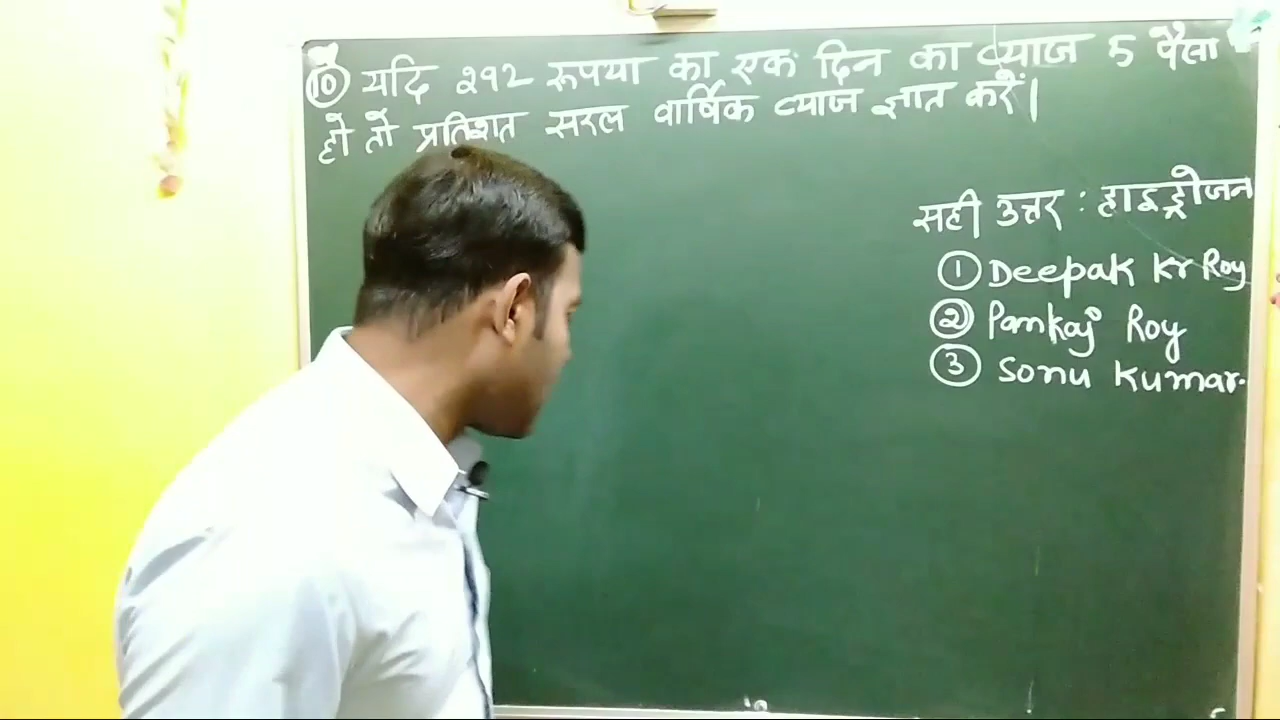 ⑩ यदि २९२ रूपया का एक दिन का ब्याज 5 पैसा
हो तो प्रतिशत सरल वार्षिक ब्याज ज्ञात करें।
सही उत्तर : हाइड्रोजन
① Deepak Kr Roy
② Pankaj Roy
③ Sonu Kumar.